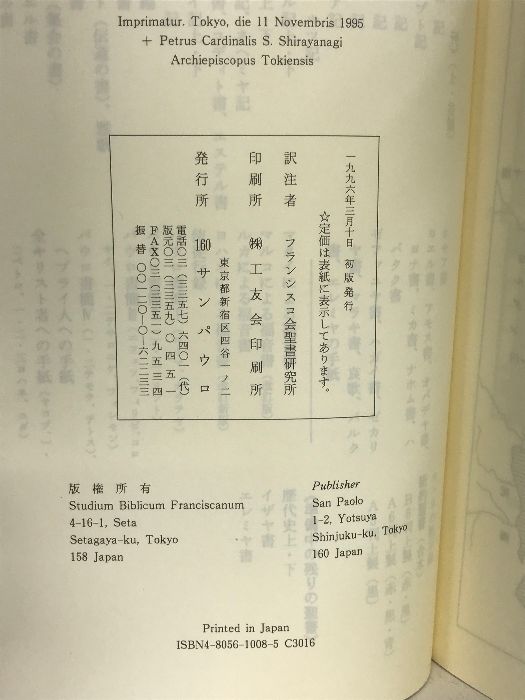 Imprimatur. Tokyo, die 11 Novembris 1995
+ Petrus Cardinalis S. Shirayanagi
Archiepiscopus Tokiensis
一九九六年三月十日 初版発行
☆定価は表紙に表示してあります。
訳注者 フランシスコ会聖書研究所
印刷所 ㈱工友会印刷所
東京都新宿区四谷一ノ二
発行所 160 サンパウロ
電話〇三(三三五七)六四〇一(代)
版元〇三(三三五九)〇四五一
FAX〇三(三三五一)九五三四
振替 〇〇一二〇-〇-六二二三三
版権所有
Studium Biblicum Franciscanum
4-16-1, Seta
Setagaya-ku, Tokyo
158 Japan
Publisher
San Paolo
1-2, Yotsuya
Shinjuku-ku, Tokyo
160 Japan
Printed in Japan
ISBN4-8056-1008-5 C3016